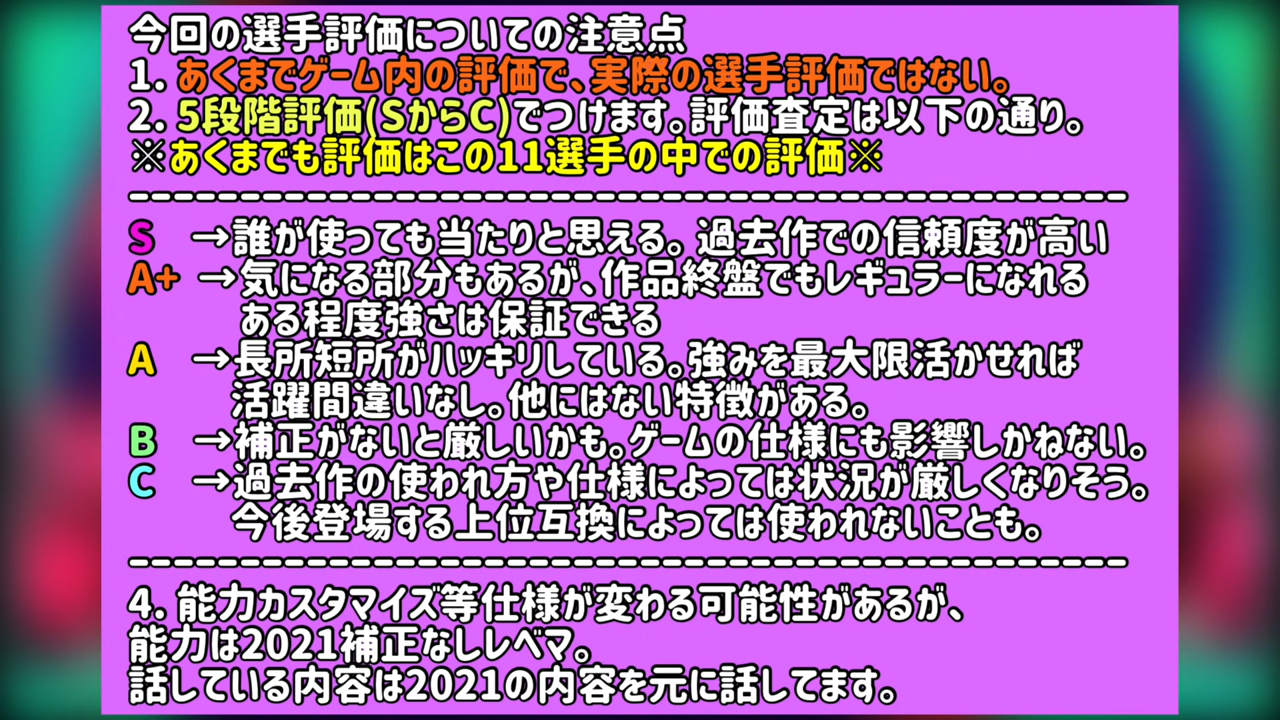 今回の選手評価についての注意点
1. あくまでゲーム内の評価で、実際の選手評価ではない。
2. 5段階評価(SからC)でつけます。評価査定は以下の通り。
※あくまでも評価はこの11選手の中での評価※
----------------------------------
S →誰が使っても当たりと思える。過去作での信頼度が高い
A+ →気になる部分もあるが、作品終盤でもレギュラーになれる
ある程度強さは保証できる
A →長所短所がハッキリしている。強みを最大限活かせれば
活躍間違いなし。他にはない特徴がある。
B →補正がないと厳しいかも。ゲームの仕様にも影響しかねない。
C →過去作の使われ方や仕様によっては状況が厳しくなりそう。
今後登場する上位互換によっては使われないことも。
----------------------------------
4. 能力カスタマイズ等仕様が変わる可能性があるが、
能力は2021補正なしレベマ。
話している内容は2021の内容を元に話してます。